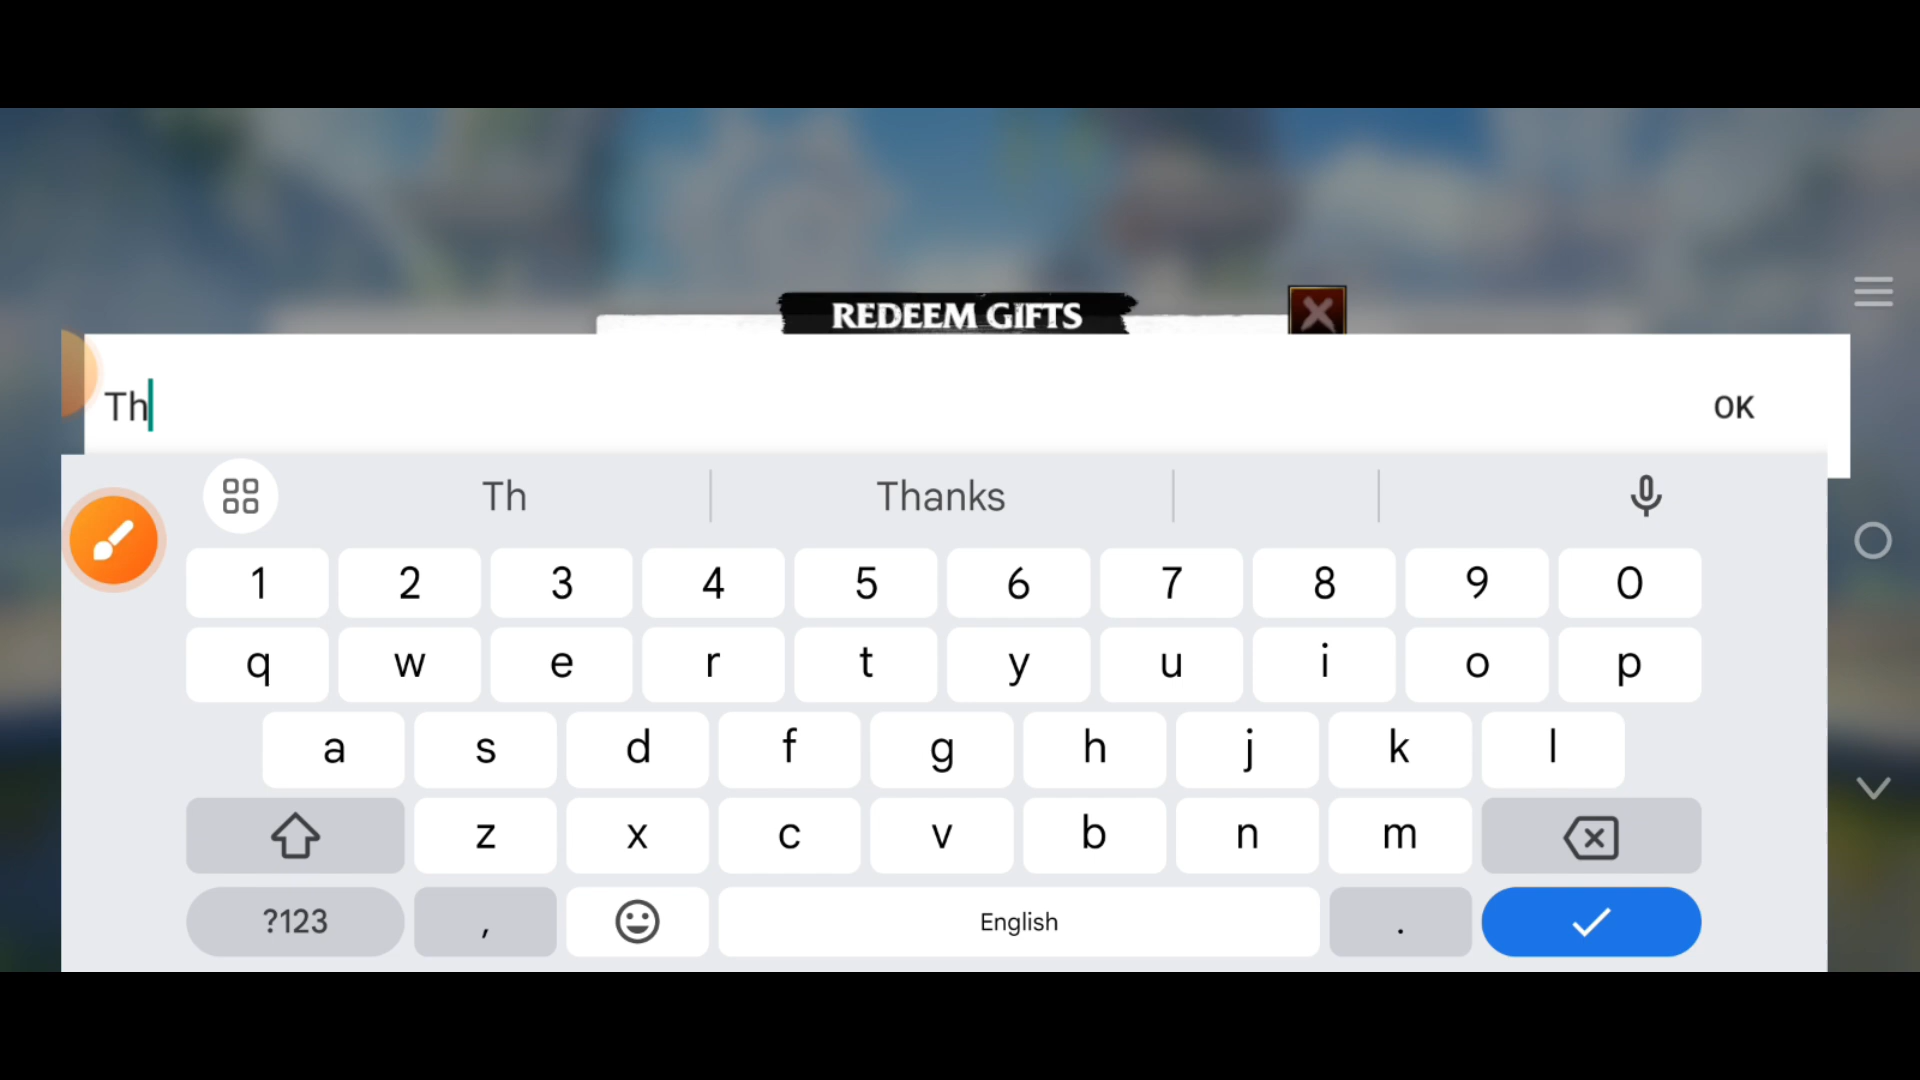 REDEEM GIFTS
Th
OK
Th Thanks
1 2 3 4 5 6 7 8 9 0
q w e r t y u i o p
a s d f g h j k l
z x c v b n m
?123 , English .